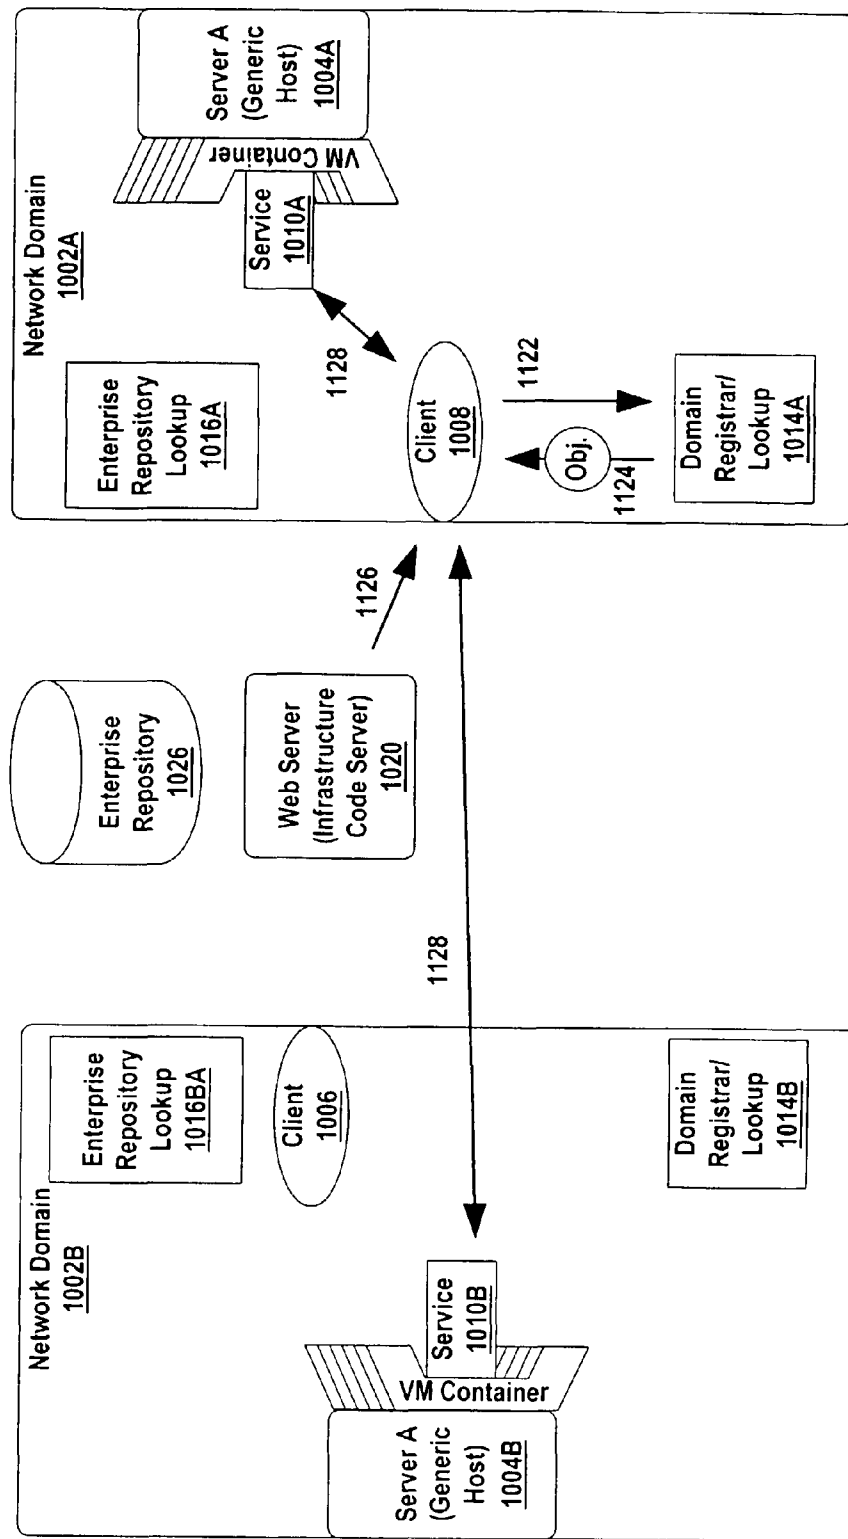 Network Domain
1002B
Enterprise
Repository
Lookup
1016BA
Client
1006
Server A
(Generic
Host)
1004B
VM Container
Service
1010B
Domain
Registrar/
Lookup
1014B
1128
Enterprise
Repository
1026
Web Server
(Infrastructure
Code Server)
1020
1126
Network Domain
1002A
Enterprise
Repository
Lookup
1016A
Server A
(Generic
Host)
1004A
VM Container
Service
1010A
1128
Client
1008
1122
Obj.
1124
Domain
Registrar/
Lookup
1014A